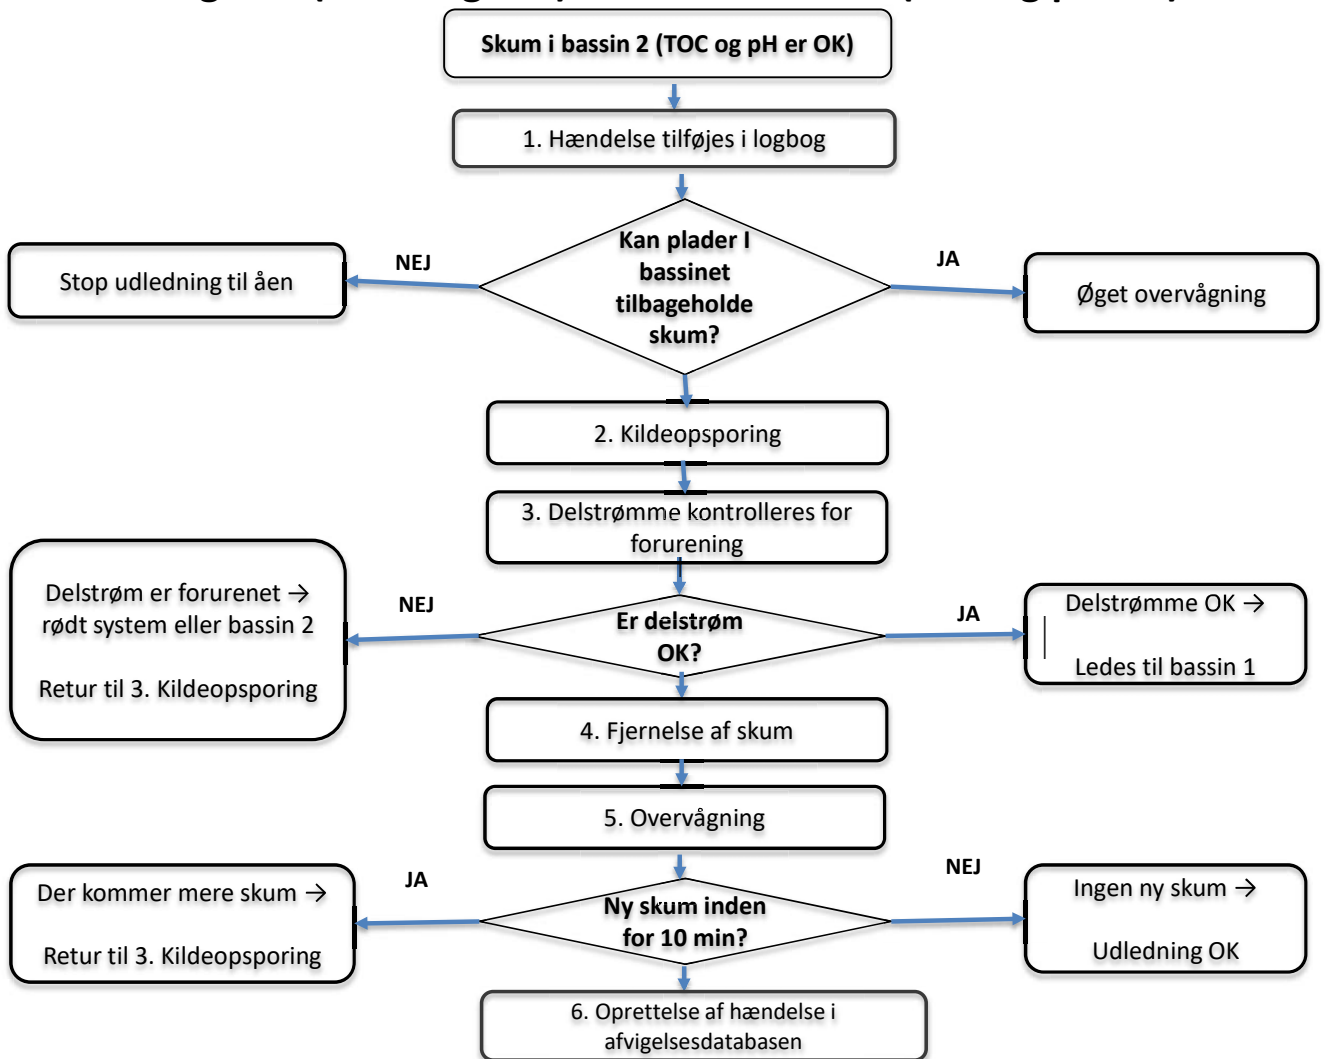 Skum i bassin 2 (TOC og pH er OK)
1. Hændelse tilføjes i logbog
Kan plader I
bassinet
tilbageholde
skum?
NEJ
JA
Stop udledning til åen
Øget overvågning
2. Kildeopsporing
3. Delstrømme kontrolleres for
forurening
Er delstrøm
OK?
NEJ
JA
Delstrøm er forurenet →
rødt system eller bassin 2
Retur til 3. Kildeopsporing
Delstrømme OK →
Ledes til bassin 1
4. Fjernelse af skum
5. Overvågning
Ny skum inden
for 10 min?
JA
NEJ
Der kommer mere skum →
Retur til 3. Kildeopsporing
Ingen ny skum →
Udledning OK
6. Oprettelse af hændelse i
afvigelsesdatabasen